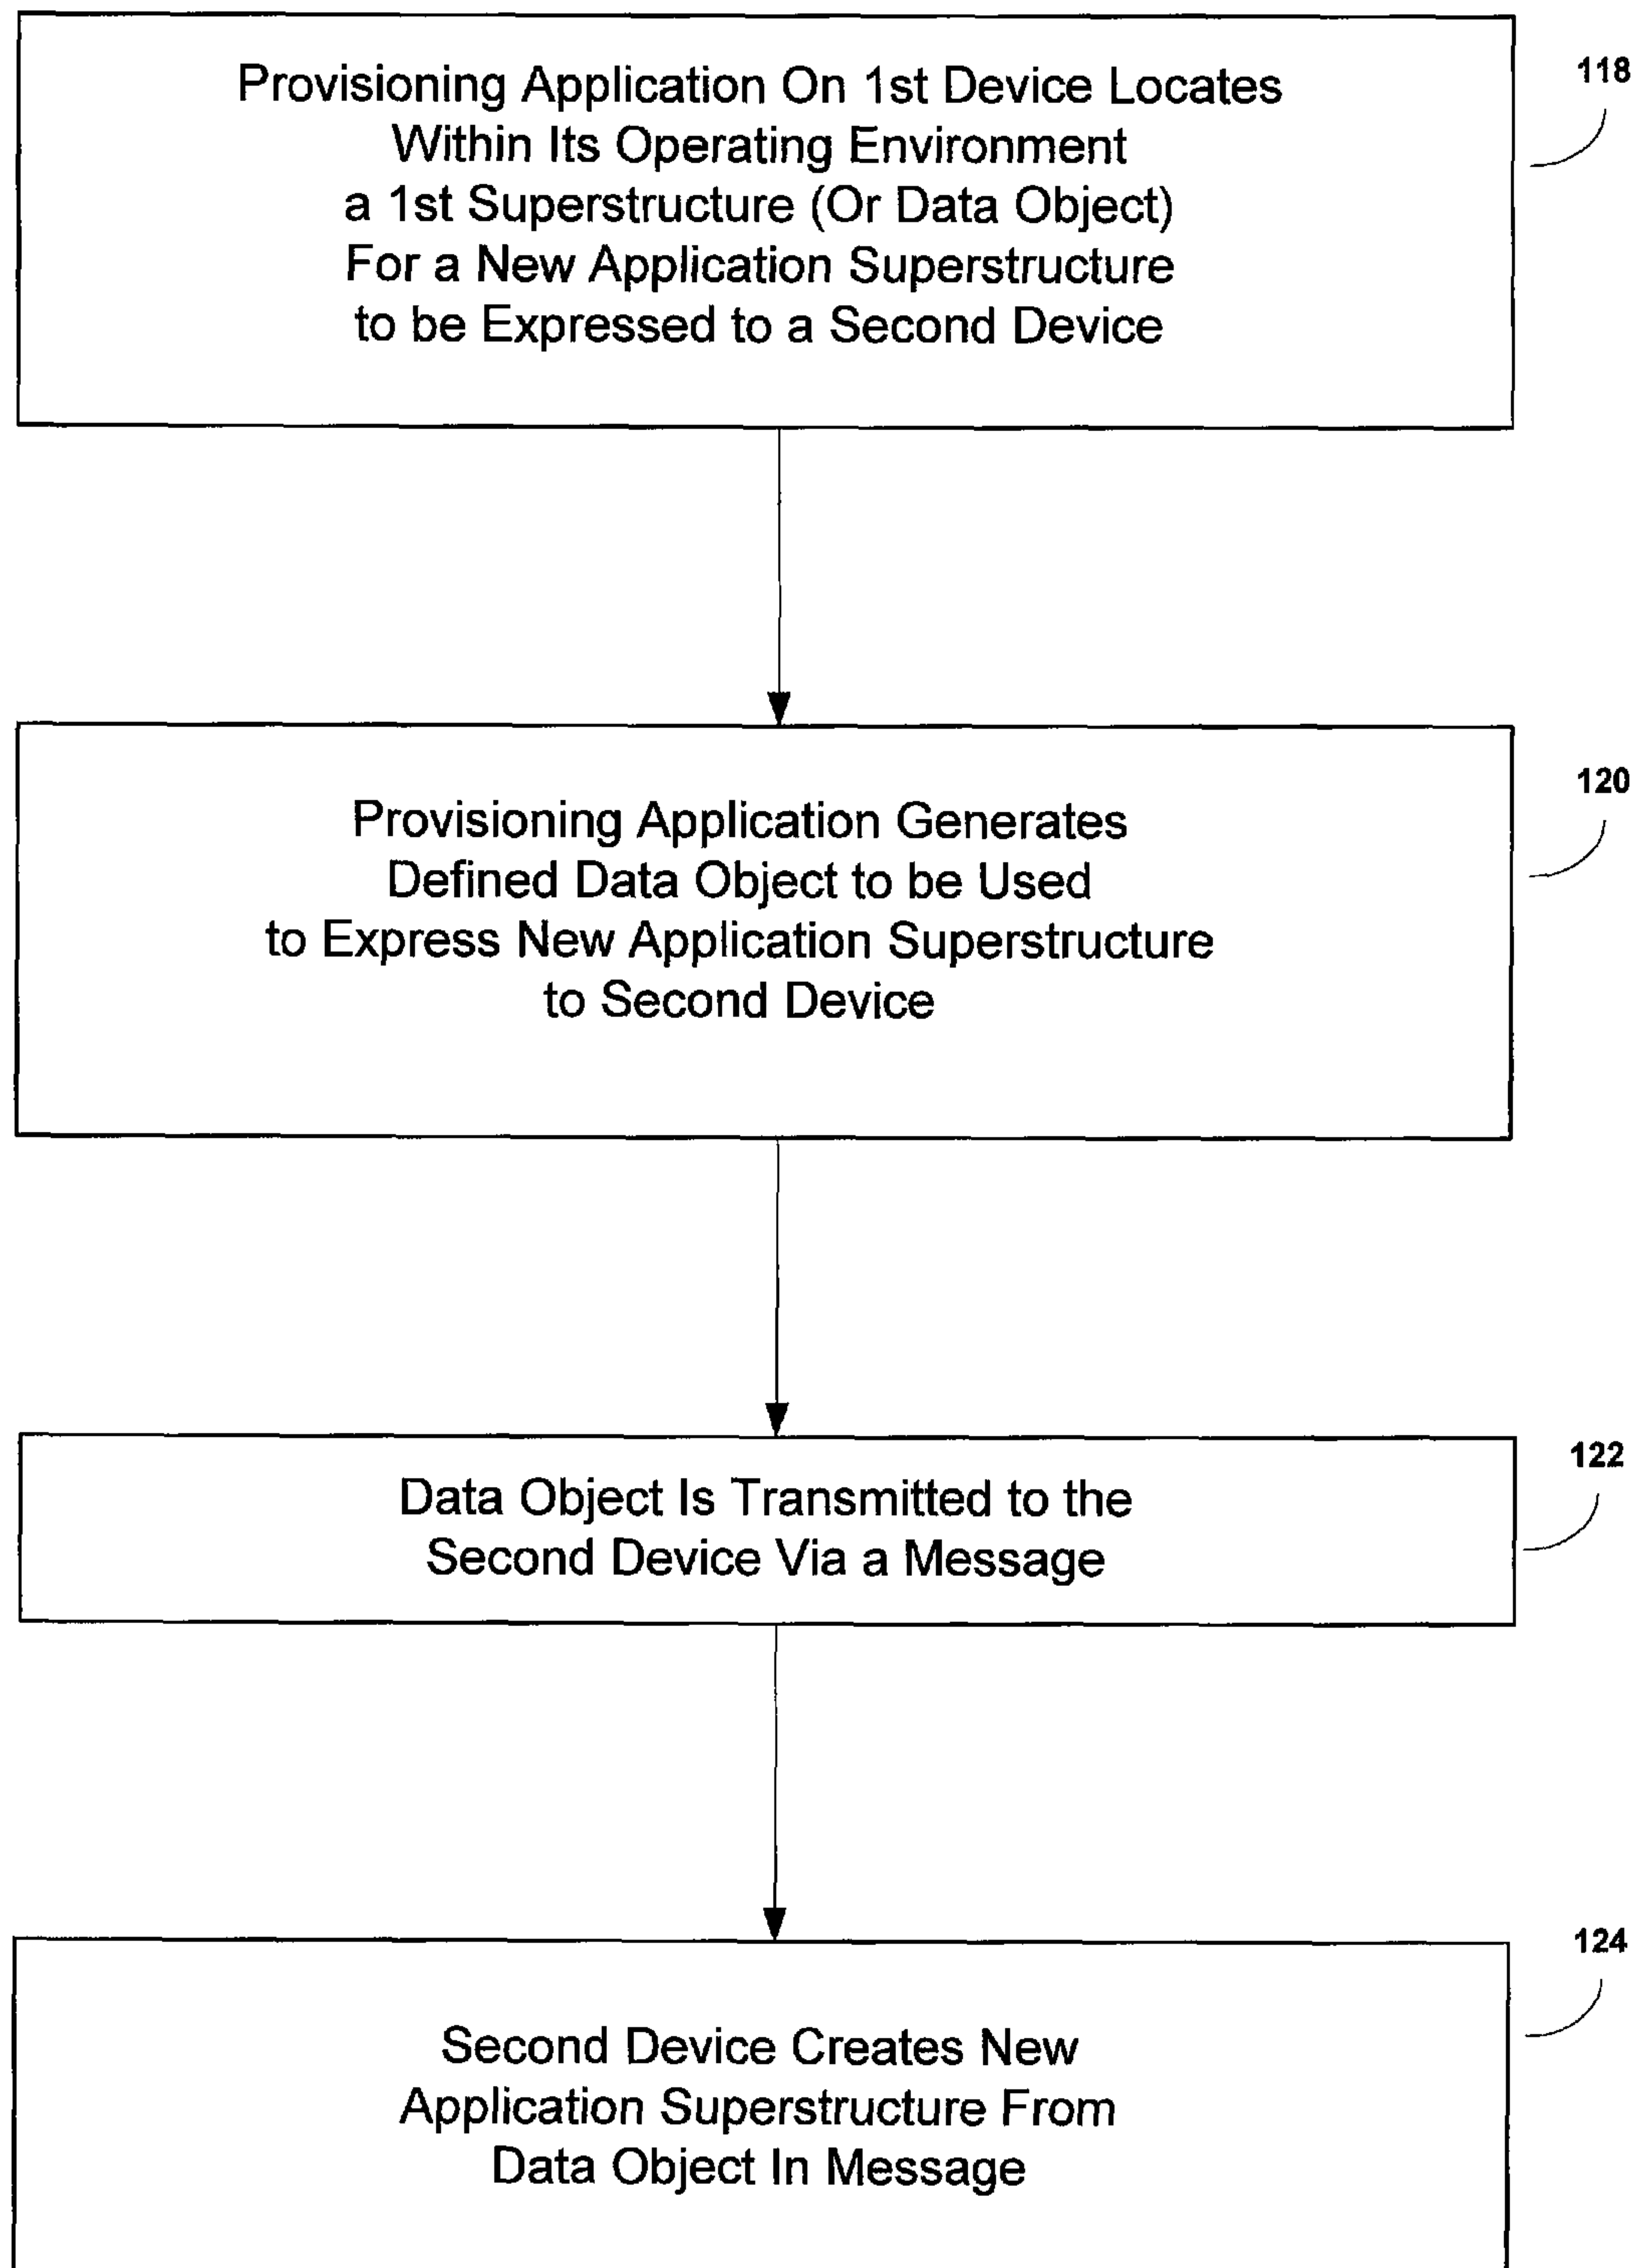 Provisioning Application On 1st Device Locates
Within Its Operating Environment
a 1st Superstructure (Or Data Object)
For a New Application Superstructure
to be Expressed to a Second Device
118
Provisioning Application Generates
Defined Data Object to be Used
to Express New Application Superstructure
to Second Device
120
Data Object Is Transmitted to the
Second Device Via a Message
122
Second Device Creates New
Application Superstructure From
Data Object In Message
124